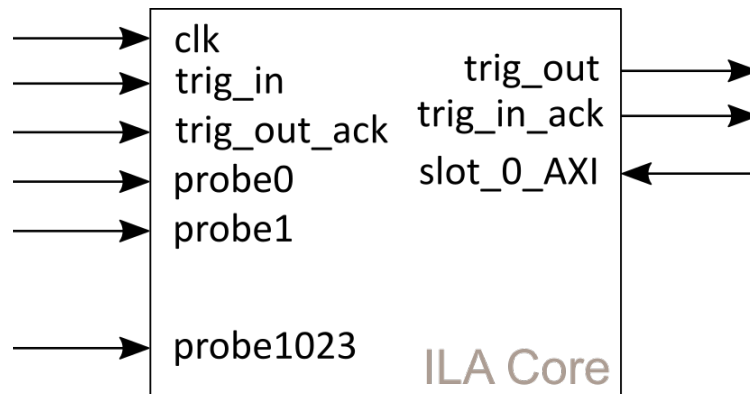 clk
trig_in
trig_out_ack
probe0
probe1
probe1023
trig_out
trig_in_ack
slot_0_AXI
ILA Core